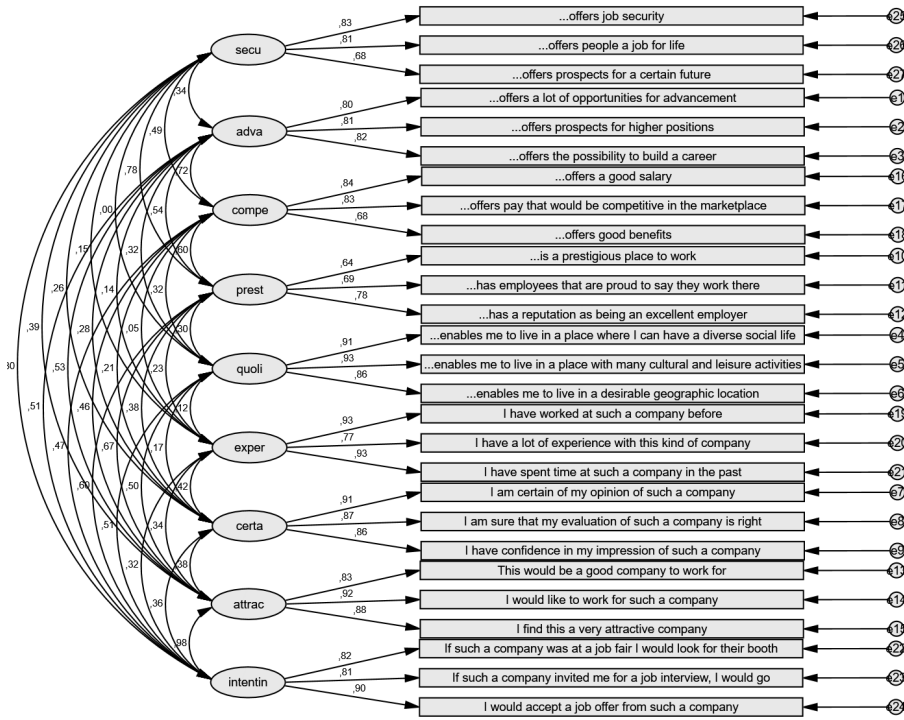 ,83 ...offers job security e25
secu ,81 ...offers people a job for life e26
,68 ...offers prospects for a certain future e27
,34
,80 ...offers a lot of opportunities for advancement
adva ,81 ...offers prospects for higher positions
,49
,82 ...offers the possibility to build a career
,78 ,72
,84 ...offers a good salary
compe ,83 ...offers pay that would be competitive in the marketplace
,00 ,54
,68 ...offers good benefits
,15 ,32 ,60
,64 ...is a prestigious place to work
prest ,69 ...has employees that are proud to say they work there
,26 ,14 ,32
,78 ...has a reputation as being an excellent employer
,39 ,28 ,05 ,30
,91 ...enables me to live in a place where I can have a diverse social life
quoli ,93 ...enables me to live in a place with many cultural and leisure activities
,53 ,21 ,23
,86 ...enables me to live in a desirable geographic location
,51 ,46 ,38 ,12
,93 I have worked at such a company before
exper ,77 I have a lot of experience with this kind of company
,47 ,67 ,17
,93 I have spent time at such a company in the past
,60 ,50 ,42
,91 I am certain of my opinion of such a company
certa ,87 I am sure that my evaluation of such a company is right
,51 ,34
,86 I have confidence in my impression of such a company
,32 ,38
,83 This would be a good company to work for
attrac ,92 I would like to work for such a company
,36
,88 I find this a very attractive company
,98
,82 If such a company was at a job fair I would look for their booth
intentin ,81 If such a company invited me for a job interview, I would go
,90 I would accept a job offer from such a company